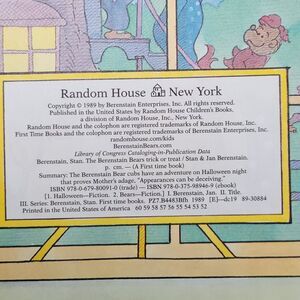 Random House New York
Copyright © 1989 by Berenstain Enterprises, Inc. All rights reserved.
Published in the United States by Random House Children's Books,
a division of Random House, Inc., New York.
Random House and the colophon are registered trademarks of Random House, Inc.
First Time Books and the colophon are registered trademarks of Berenstain Enterprises, Inc.
randomhouse.com/kids
BerenstainBears.com
Library of Congress Cataloging-in-Publication Data
Berenstain, Stan. The Berenstain Bears trick or treat / Stan & Jan Berenstain.
p. cm. — (A First time book)
Summary: The Berenstain Bear cubs have an adventure on Halloween night
that proves Mother's adage, "Appearances can be deceiving."
ISBN 978-0-679-80091-0 (trade) — ISBN 978-0-375-98946-9 (ebook)
[1. Halloween—Fiction. 2. Bears—Fiction.] I. Berenstain, Jan. II. Title.
III. Series: Berenstain, Stan. First time books. PZ7.B4483Bfb 1989 [E]—dc19 89-30884
Printed in the United States of America 60 59 58 57 56 55 54 53 52